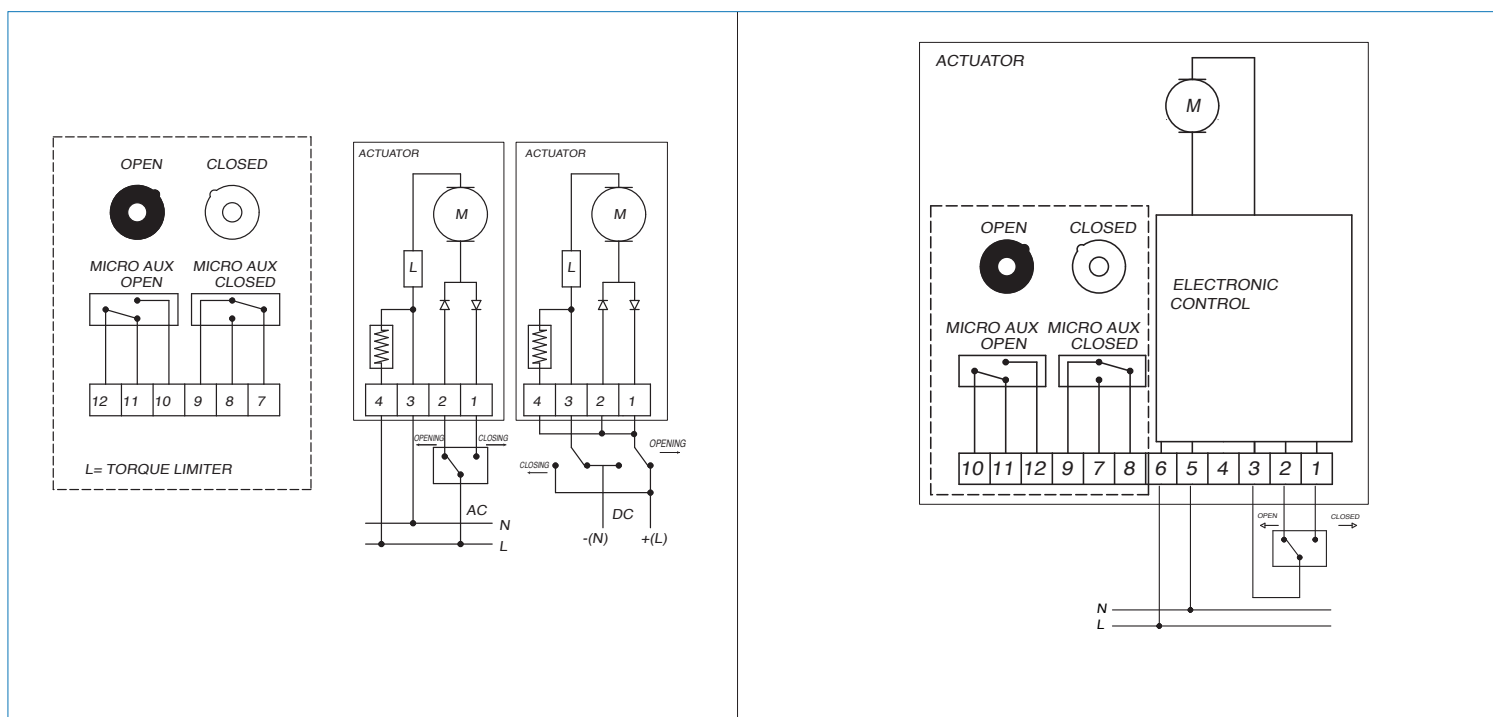 OPEN CLOSED
MICRO AUX MICRO AUX
OPEN CLOSED
12 11 10 9 8 7
L= TORQUE LIMITER
ACTUATOR
M
L
4 3 2 1
OPENING CLOSING
AC
N
L
ACTUATOR
M
L
4 3 2 1
OPENING
CLOSING
DC
-(N) +(L)
ACTUATOR
M
OPEN CLOSED
ELECTRONIC
CONTROL
MICRO AUX MICRO AUX
OPEN CLOSED
10 11 12 9 7 8 6 5 4 3 2 1
OPEN CLOSED
N
L